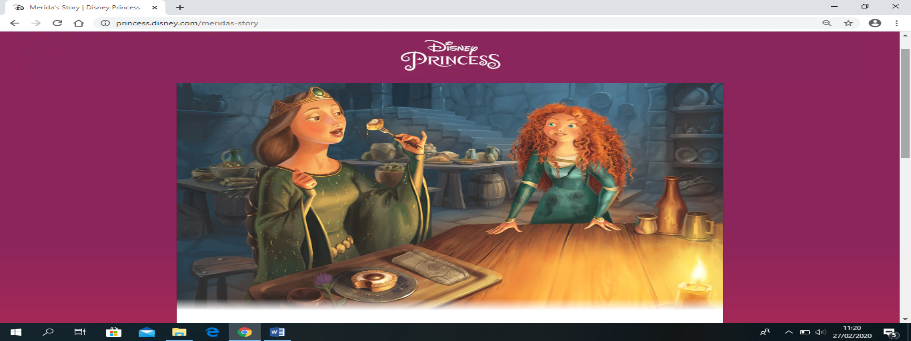 Merida's Story | Disney Princess
princess.disney.com/meridas-story
Disney
Princess
11:20
27/02/2020